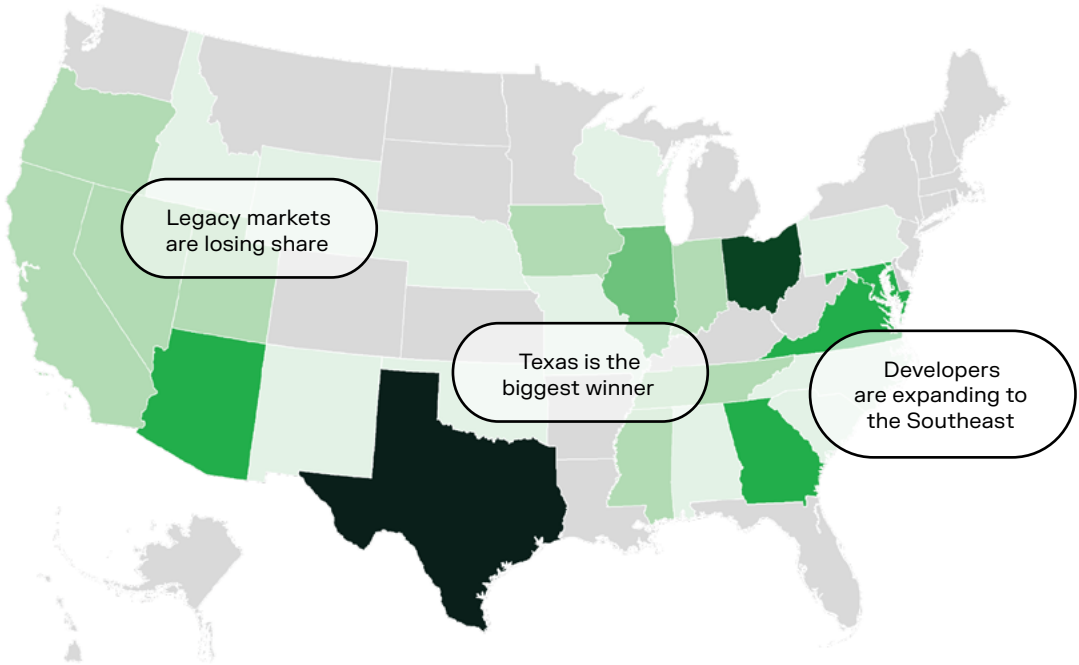 Legacy markets
are losing share
Texas is the
biggest winner
Developers
are expanding to
the Southeast